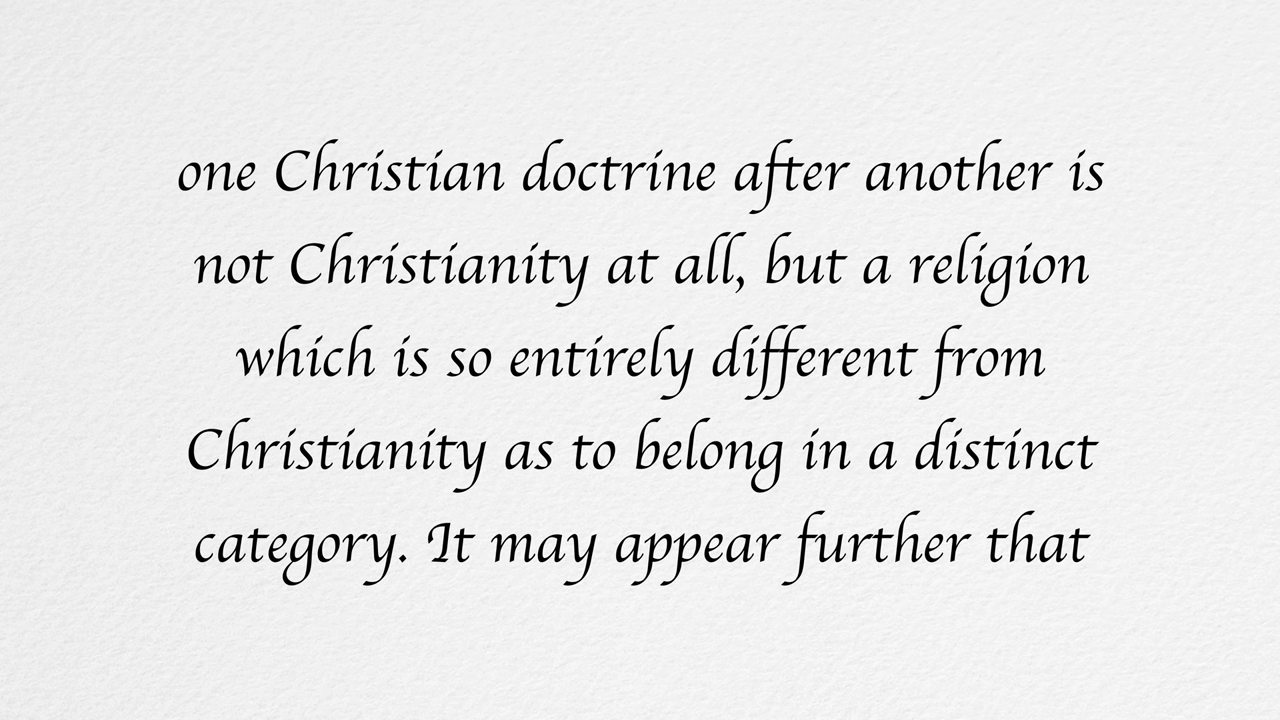 one Christian doctrine after another is
not Christianity at all, but a religion
which is so entirely different from
Christianity as to belong in a distinct
category. It may appear further that